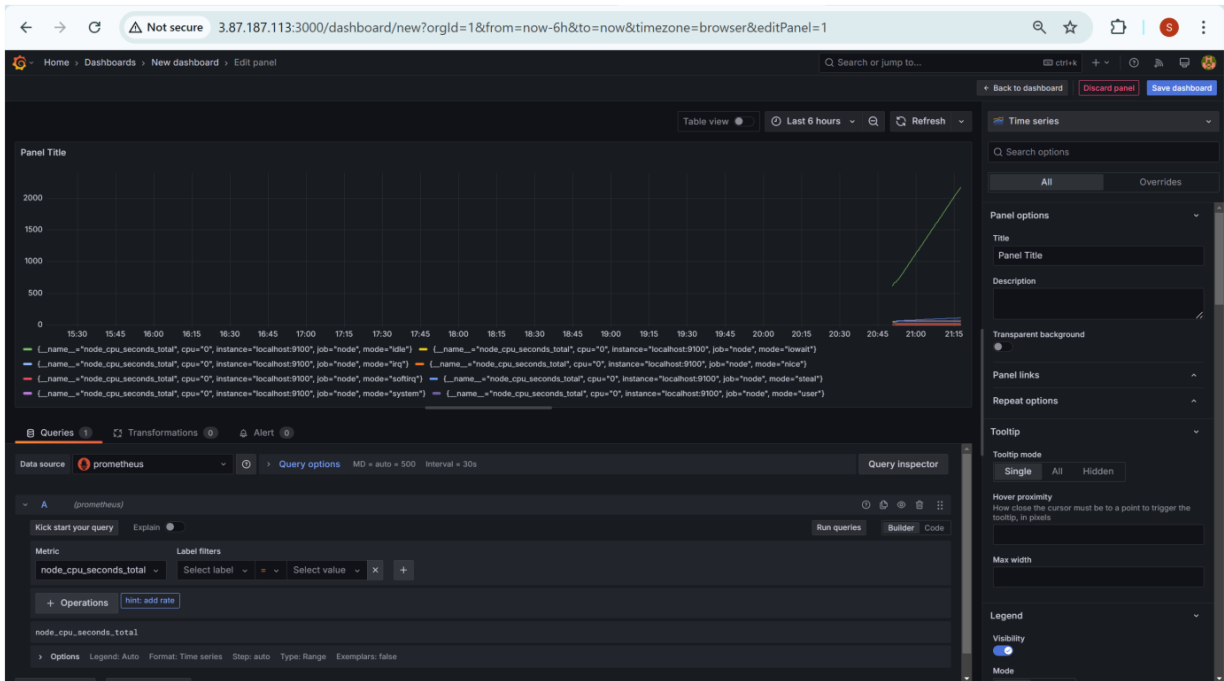 Not secure 3.87.187.113:3000/dashboard/new?orgId=1&from=now-6h&to=now&timezone=browser&editPanel=1 S
Home › Dashboards › New dashboard › Edit panel Search or jump to... ctrl+k
Back to dashboard Discard panel Save dashboard
Table view Last 6 hours Refresh
Panel Title
2000
1500
1000
500
0
15:30 15:45 16:00 16:15 16:30 16:45 17:00 17:15 17:30 17:45 18:00 18:15 18:30 18:45 19:00 19:15 19:30 19:45 20:00 20:15 20:30 20:45 21:00 21:15
{__name__="node_cpu_seconds_total", cpu="0", instance="localhost:9100", job="node", mode="idle"} {__name__="node_cpu_seconds_total", cpu="0", instance="localhost:9100", job="node", mode="iowait"}
{__name__="node_cpu_seconds_total", cpu="0", instance="localhost:9100", job="node", mode="irq"} {__name__="node_cpu_seconds_total", cpu="0", instance="localhost:9100", job="node", mode="nice"}
{__name__="node_cpu_seconds_total", cpu="0", instance="localhost:9100", job="node", mode="softirq"} {__name__="node_cpu_seconds_total", cpu="0", instance="localhost:9100", job="node", mode="steal"}
{__name__="node_cpu_seconds_total", cpu="0", instance="localhost:9100", job="node", mode="system"} {__name__="node_cpu_seconds_total", cpu="0", instance="localhost:9100", job="node", mode="user"}
Queries 1 Transformations 0 Alert 0
Data source prometheus Query options MD = auto = 500 Interval = 30s Query inspector
A (prometheus)
Kick start your query Explain Run queries Builder Code
Metric Label filters
node_cpu_seconds_total Select label = Select value
+ Operations hint: add rate
node_cpu_seconds_total
Options Legend: Auto Format: Time series Step: auto Type: Range Exemplars: false
Time series
Search options
All Overrides
Panel options
Title
Panel Title
Description
Transparent background
Panel links
Repeat options
Tooltip
Tooltip mode
Single All Hidden
Hover proximity
How close the cursor must be to a point to trigger the
tooltip, in pixels
Max width
Legend
Visibility
Mode